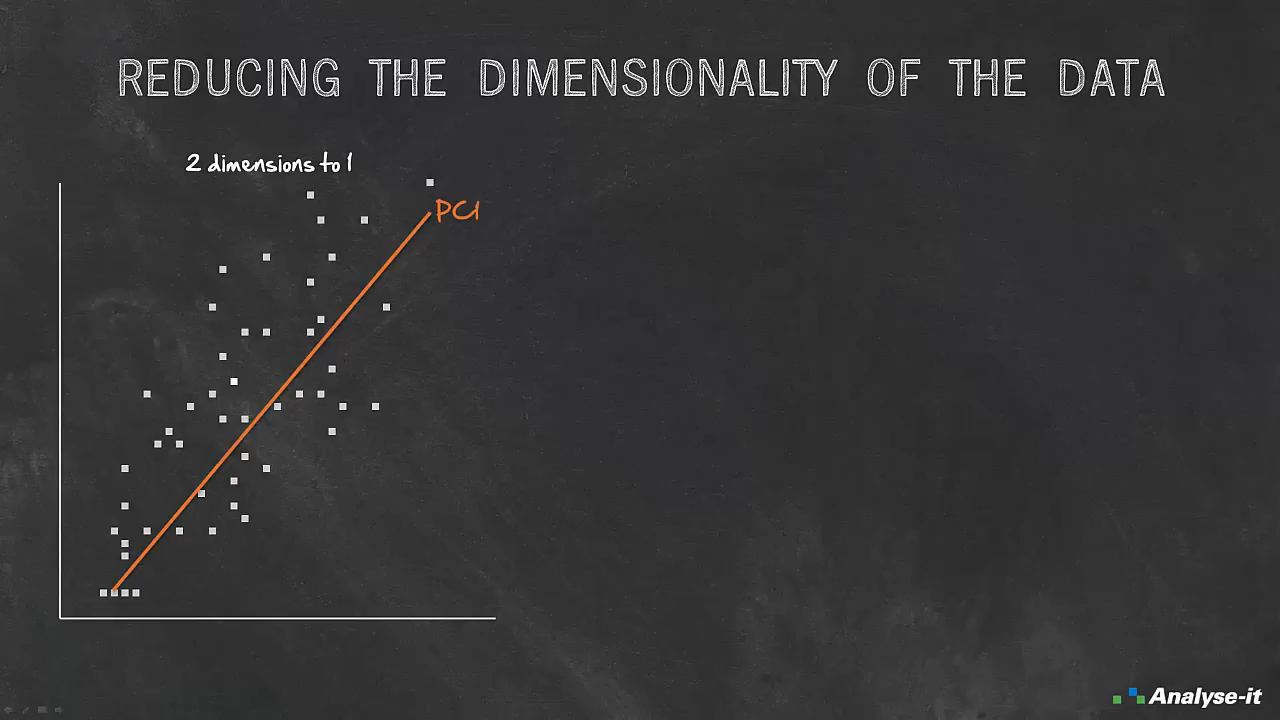 REDUCING THE DIMENSIONALITY OF THE DATA
2 dimensions to 1
PC1
Analyse-it